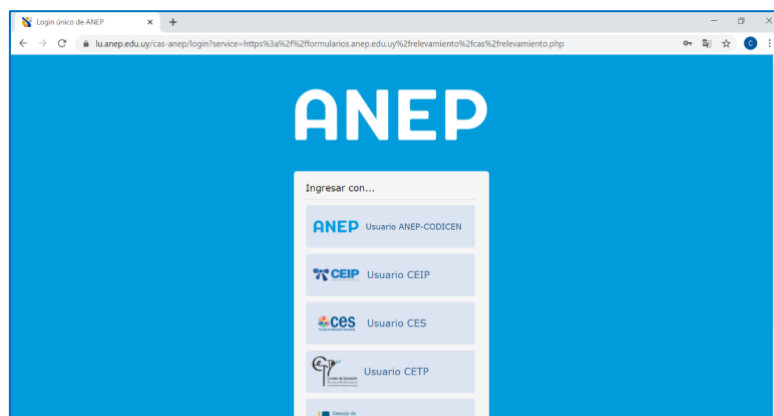 Login único de ANEP
lu.anep.edu.uy/cas-anep/login?service=https%3a%2f%2fformularios.anep.edu.uy%2frelevamiento%2fcas%2frelevamiento.php
C
ANEP
Ingresar con...
ANEP Usuario ANEP-CODICEN
CEIP Usuario CEIP
ces Usuario CES
Usuario CETP
Consejo de